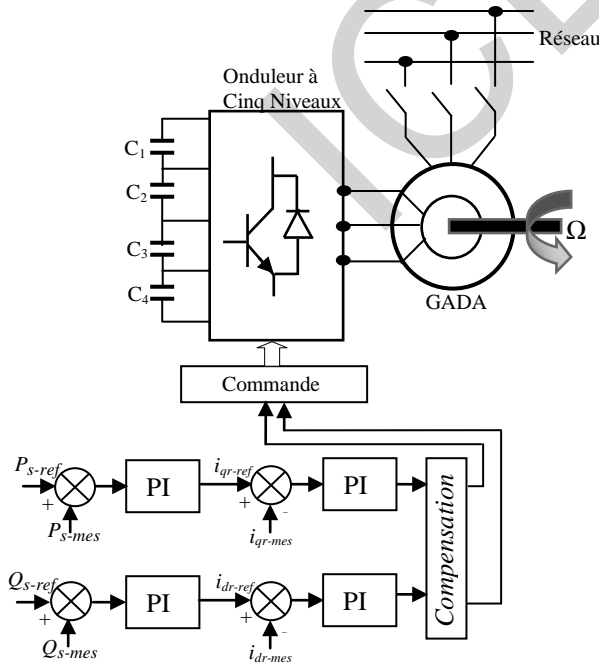 Réseau
Onduleur à
Cinq Niveaux
C1
C2
C3
C4
Ω
GADA
Commande
Ps-ref
+
Ps-mes
PI
iqr-ref
+
-
iqr-mes
PI
Compensation
Qs-ref
+
Qs-mes
PI
idr-ref
+
-
idr-mes
PI